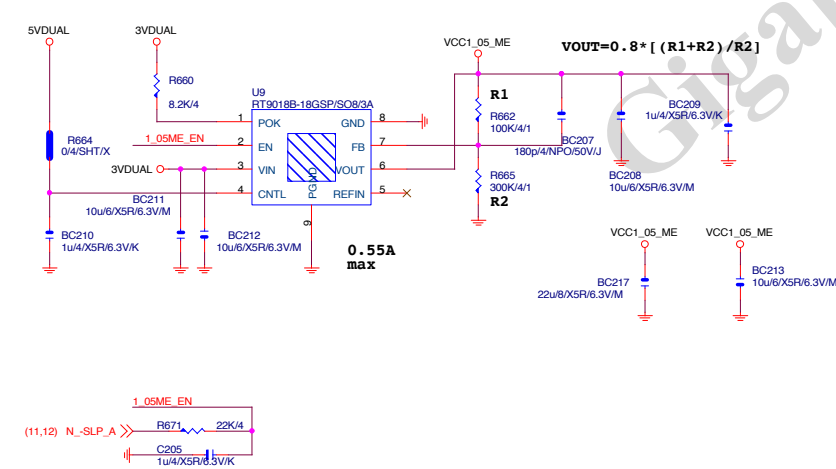 5VDUAL 3VDUAL VCC1_05_ME VOUT=0.8*[(R1+R2)/R2]
R660
8.2K/4
U9
RT9018B-18GSP/SO8/3A
1 POK GND 8
1_05ME_EN 2 EN FB 7
3VDUAL 3 VIN VOUT 6
4 CNTL REFIN 5
PGND
9
R664
0/4/SHT/X
BC210
1u/4/X5R/6.3V/K
BC211
10u/6/X5R/6.3V/M
BC212
10u/6/X5R/6.3V/M
0.55A
max
R1
R662
100K/4/1
R665
300K/4/1
R2
BC207
180p/4/NPO/50V/J
BC208
10u/6/X5R/6.3V/M
BC209
1u/4/X5R/6.3V/K
VCC1_05_ME VCC1_05_ME
BC217
22u/8/X5R/6.3V/M
BC213
10u/6/X5R/6.3V/M
1_05ME_EN
(11,12) N_-SLP_A R671 22K/4
C205
1u/4/X5R/6.3V/K
Giga